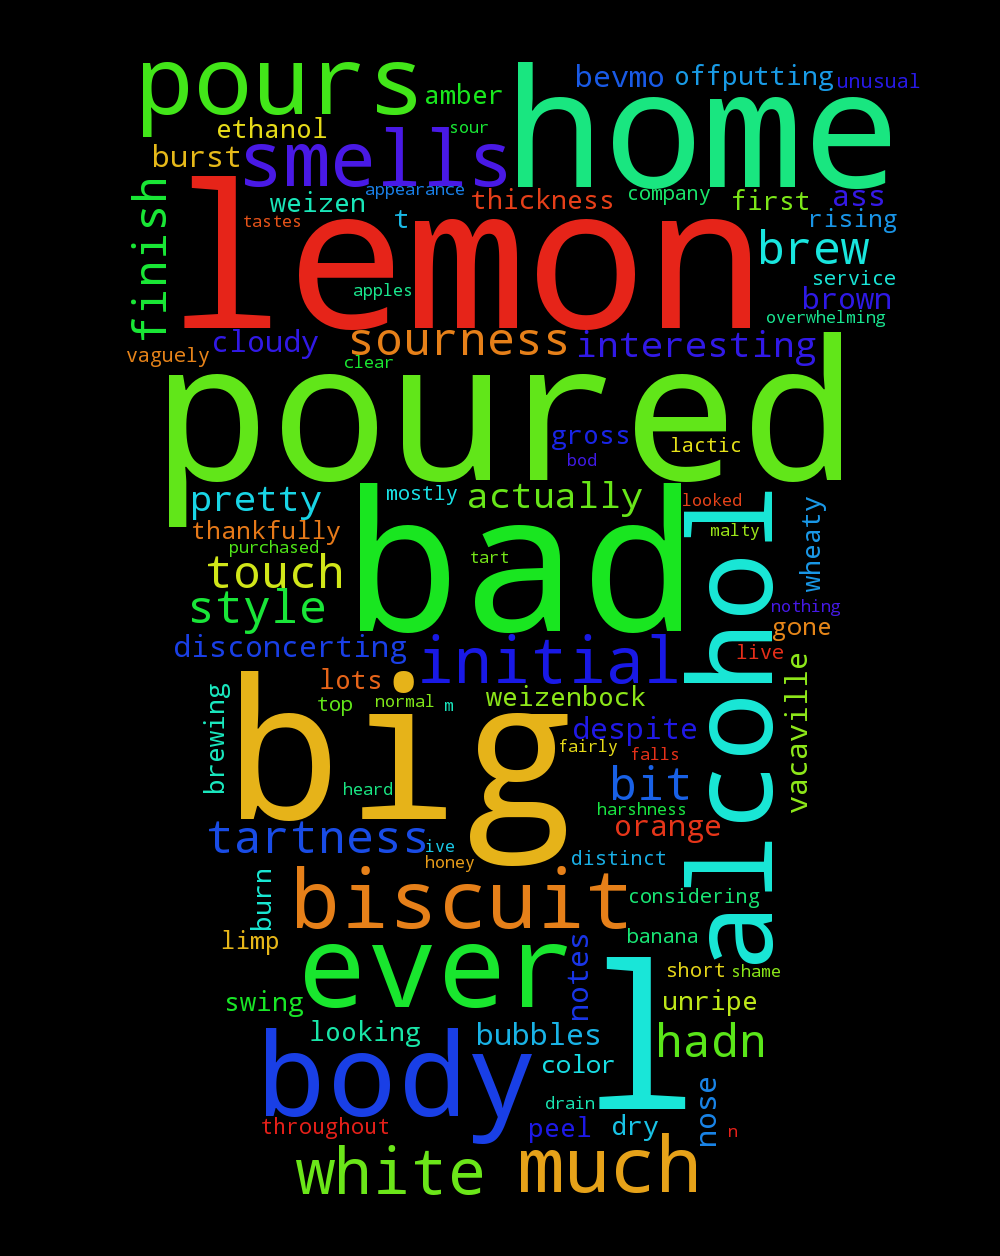 pours
home
bevmo
offputting
unusual
amber
ethanol
sour
burst
smells
appearance
weizen
thickness
company
first
ass
tastes
t
rising
finish
lemon
brew
service
apples
brown
overwhelming
cloudy
sourness
interesting
vaguely
clear
poured
gross
lactic
bod
pretty
mostly
actually
looked
thankfully
malty
wheaty
purchased
bad
tart
touch
alcohol
style
nothing
gone
disconcerting
initial
live
lots
weizenbock
vacaville
top
normal
m
brewing
big
despite
fairly
falls
heard
bit
harshness
orange
tartness
ive
honey
distinct
burn
biscuit
considering
limp
banana
ever
notes
short
shame
swing
l
unripe
looking
bubbles
hadn
body
color
drain
nose
throughout
peel
dry
n
white
much